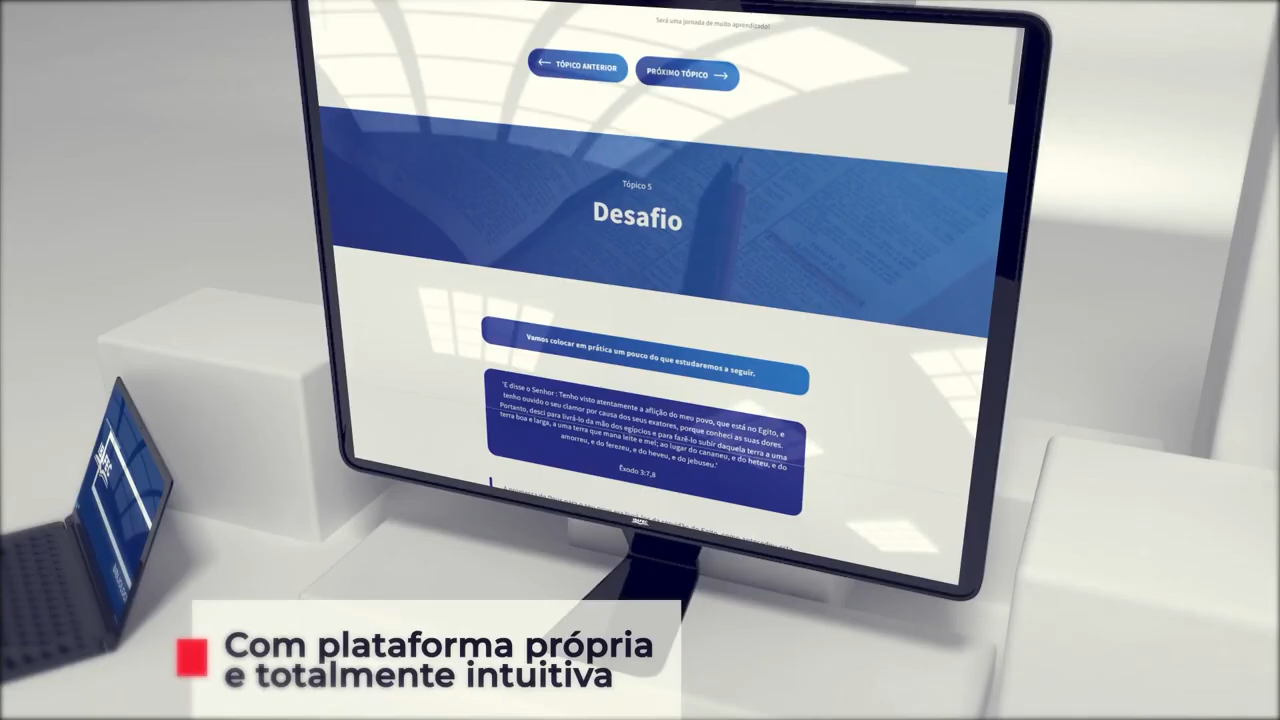 Será uma jornada de muito aprendizado!
← TÓPICO ANTERIOR
PRÓXIMO TÓPICO →
Tópico 5
Desafio
Vamos colocar em prática um pouco do que estudaremos a seguir.
'E disse o Senhor : Tenho visto atentamente a aflição do meu povo, que está no Egito, e
tenho ouvido o seu clamor por causa dos seus exatores, porque conheci as suas dores.
Portanto, desci para livrá-lo da mão dos egípcios e para fazê-lo subir daquela terra a uma
terra boa e larga, a uma terra que mana leite e mel; ao lugar do cananeu, e do heteu, e do
amorreu, e do ferezeu, e do heveu, e do jebuseu.'
Êxodo 3:7,8
Com plataforma própria
e totalmente intuitiva